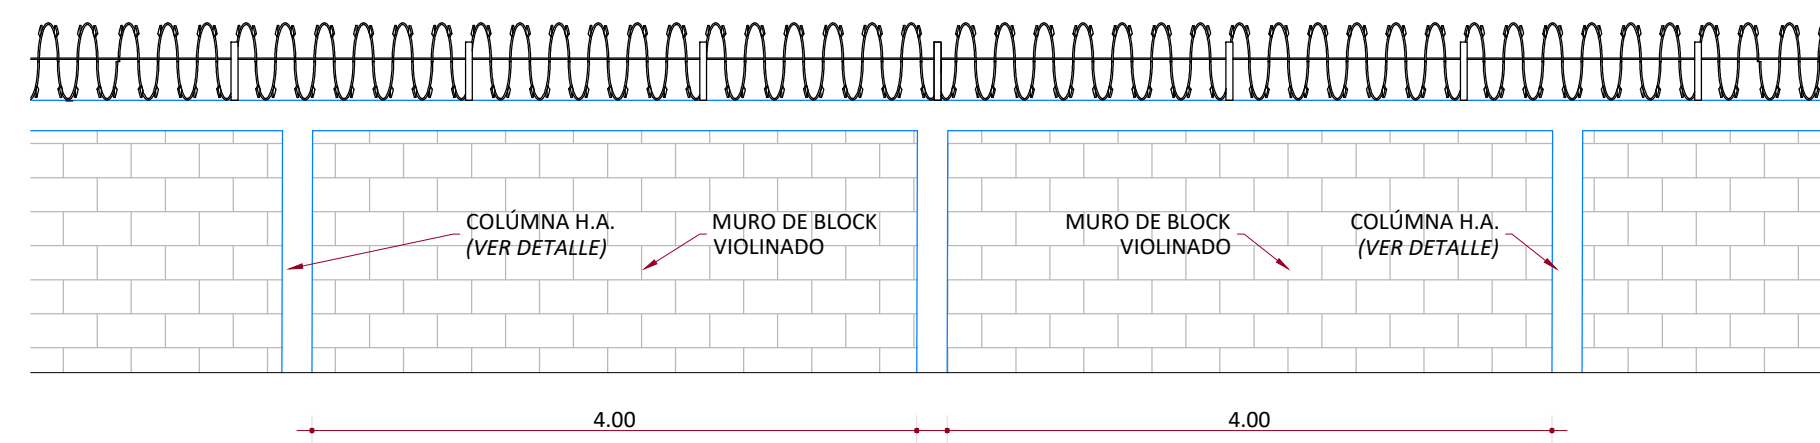 COLÚMNA H.A.
(VER DETALLE)
MURO DE BLOCK
VIOLINADO
MURO DE BLOCK
VIOLINADO
COLÚMNA H.A.
(VER DETALLE)
4.00
4.00